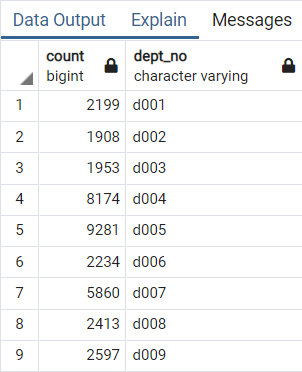 Data Output Explain Messages
count dept_no
bigint character varying
1 2199 d001
2 1908 d002
3 1953 d003
4 8174 d004
5 9281 d005
6 2234 d006
7 5860 d007
8 2413 d008
9 2597 d009